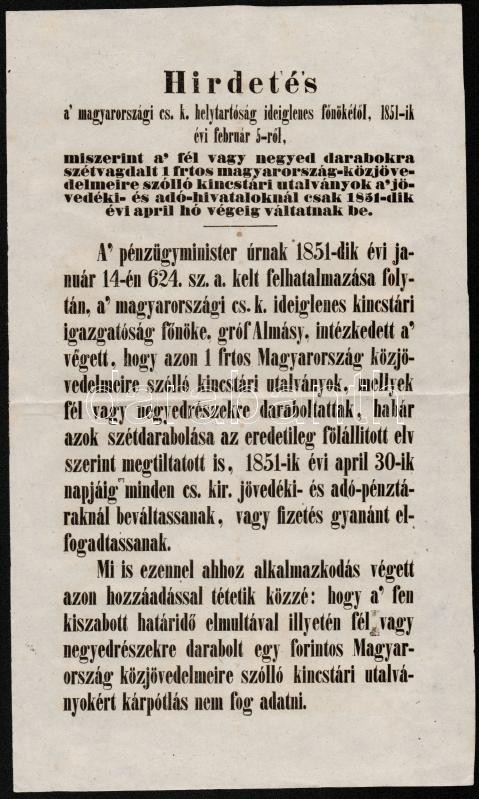 Hirdetés
a' magyarországi cs. k. helytartóság ideiglenes főnökétől, 1851-ik
évi február 5-ről,
miszerint a' fél vagy negyed darabokra
szétvagdalt 1 frtos magyarország-közjöve-
delmeire szólló kincstári utalványok a' jö-
védéki- és adó-hivataloknál csak 1851-dik
évi april hó végeig váltatnak be.
A' pénzügyminister úrnak 1851-dik évi ja-
nuár 14-én 624. sz. a. kelt felhatalmazása foly-
tán, a' magyarországi cs. k. ideiglenes kincstári
igazgatóság főnöke, gróf Almásy, intézkedett a'
végett, hogy azon 1 frtos Magyarország közjö-
vedelmeire szólló kincstári utalványok, mellyek
fél vagy negyedrészekre daraboltattak, habár
azok szétdarabolása az eredetileg fölállitott elv
szerint megtiltatott is, 1851-ik évi april 30-ik
napjáig minden cs. kir. jövedéki- és adó-pénztá-
raknál beváltassanak, vagy fizetés gyanánt el-
fogadtassanak.
Mi is ezennel ahhoz alkalmazkodás végett
azon hozzáadással tétetik közzé: hogy a' fen
kiszabott határidő elmultával illyetén fél vagy
negyedrészekre darabolt egy forintos Magyar-
ország közjövedelmeire szólló kincstári utalvá-
nyokért kárpótlás nem fog adatni.
darabanth.com